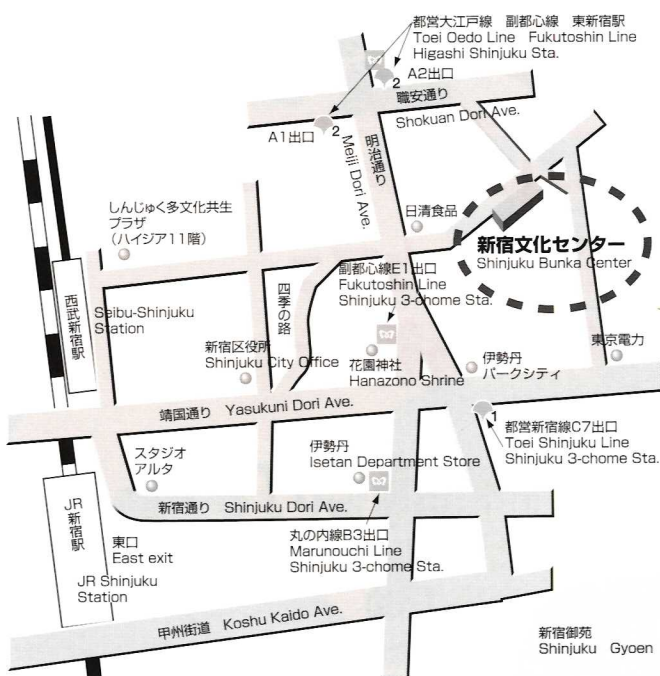 都営大江戸線 副都心線 東新宿駅
Toei Oedo Line Fukutoshin Line
Higashi Shinjuku Sta.
2
A2出口
職安通り
Shokuan Dori Ave.
A1出口
2
明治通り
Meiji Dori Ave.
しんじゅく多文化共生
プラザ
(ハイジア11階)
日清食品
新宿文化センター
Shinjuku Bunka Center
副都心線E1出口
Fukutoshin Line
Shinjuku 3-chome Sta.
四季の路
西武新宿駅
Seibu-Shinjuku
Station
新宿区役所
Shinjuku City Office
花園神社
Hanazono Shrine
伊勢丹
パークシティ
東京電力
靖国通り Yasukuni Dori Ave.
1
都営新宿線C7出口
Toei Shinjuku Line
Shinjuku 3-chome Sta.
スタジオ
アルタ
伊勢丹
Isetan Department Store
新宿通り Shinjuku Dori Ave.
JR新宿駅
東口
East exit
JR Shinjuku
Station
丸の内線B3出口
Marunouchi Line
Shinjuku 3-chome Sta.
甲州街道 Koshu Kaido Ave.
新宿御苑
Shinjuku Gyoen